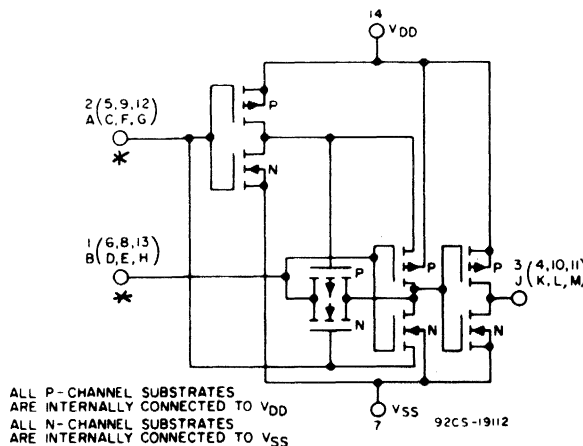 14
VDD
2 (5,9,12)
A (C,F,G)
*
P
N
1 (6,8,13)
B (D,E,H)
*
P
N
P
N
P
N
3 (4,10,11)
J (K,L,M)
VSS
7
92CS-19112
ALL P-CHANNEL SUBSTRATES
ARE INTERNALLY CONNECTED TO VDD
ALL N-CHANNEL SUBSTRATES
ARE INTERNALLY CONNECTED TO VSS